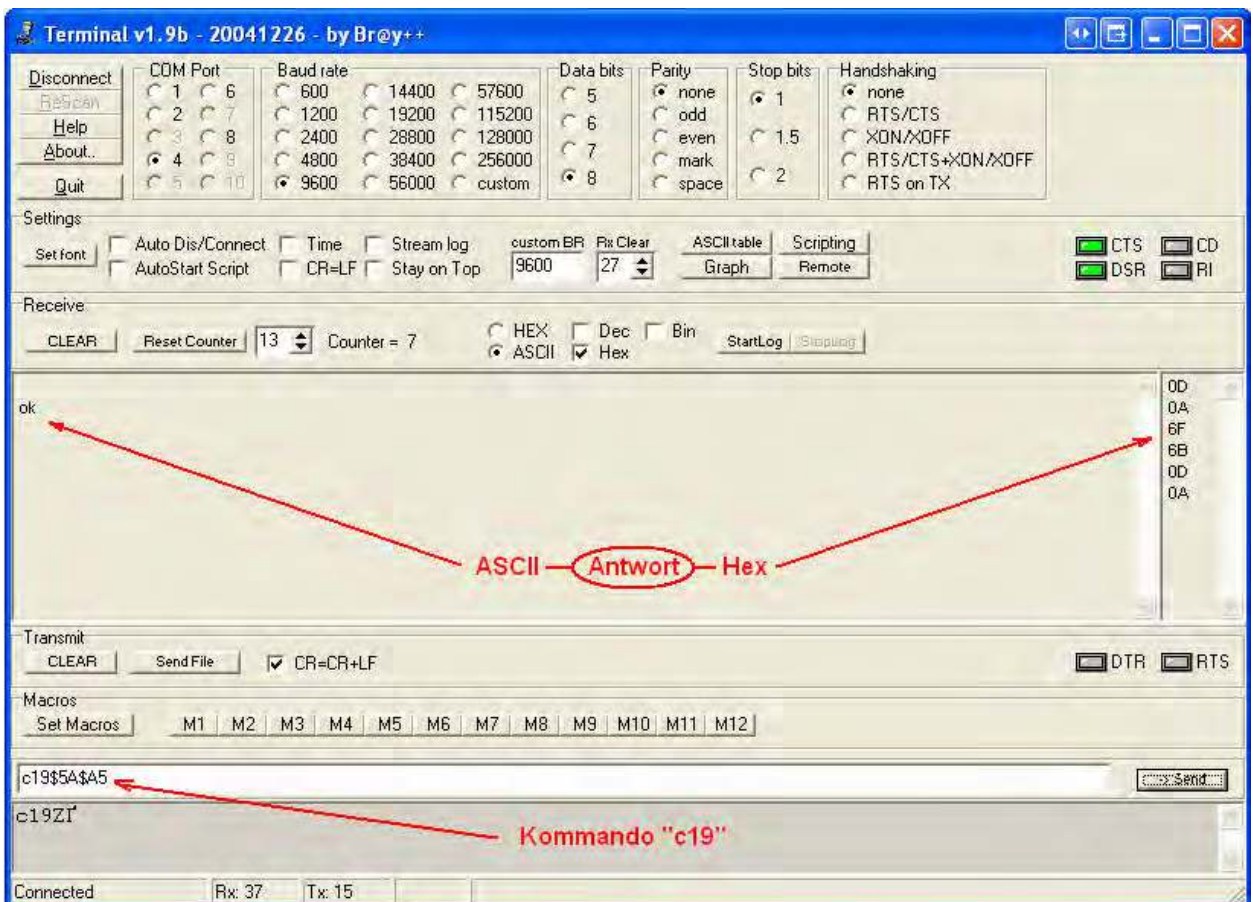 Terminal v1.9b - 20041226 - by Br@y++
Disconnect
ReScan
Help
About..
Quit
COM Port
1 6
2 7
3 8
4 9
5 10
Baud rate
600 14400 57600
1200 19200 115200
2400 28800 128000
4800 38400 256000
9600 56000 custom
Data bits
5
6
7
8
Parity
none
odd
even
mark
space
Stop bits
1
1.5
2
Handshaking
none
RTS/CTS
XON/XOFF
RTS/CTS+XON/XOFF
RTS on TX
Settings
Set font
Auto Dis/Connect Time Stream log
AutoStart Script CR=LF Stay on Top
custom BR Rx Clear
9600 27
ASCII table Scripting
Graph Remote
CTS CD
DSR RI
Receive
CLEAR Reset Counter 13 Counter = 7
HEX Dec Bin
ASCII Hex
StartLog StopLog
ok
0D
0A
6F
6B
0D
0A
ASCII Antwort Hex
Transmit
CLEAR Send File CR=CR+LF DTR RTS
Macros
Set Macros M1 M2 M3 M4 M5 M6 M7 M8 M9 M10 M11 M12
c19$5A$A5 -> Send
c19ZҐ
Kommando "c19"
Connected Rx: 37 Tx: 15